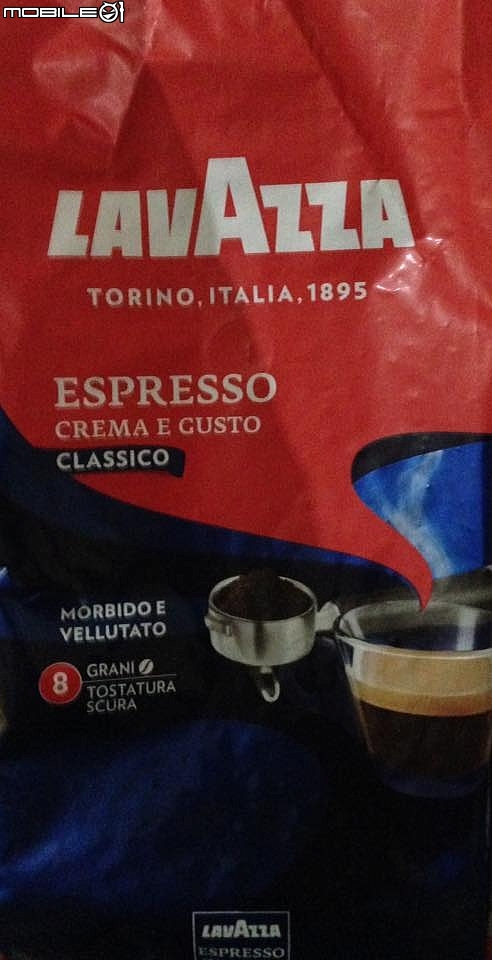 MOBILE01
LAVAZZA
TORINO, ITALIA, 1895
ESPRESSO
CREMA E GUSTO
CLASSICO
MORBIDO E
VELLUTATO
8 GRANI
TOSTATURA
SCURA
LAVAZZA
ESPRESSO